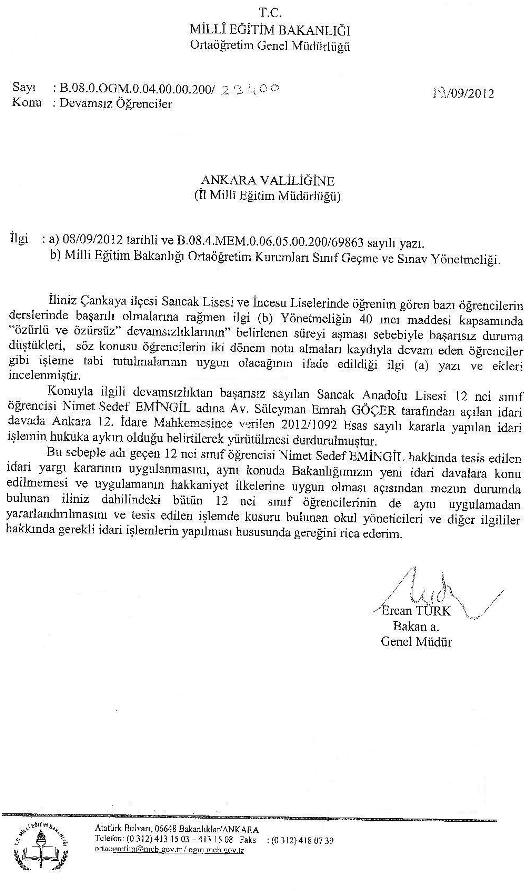 T.C.
MİLLÎ EĞİTİM BAKANLIĞI
Ortaöğretim Genel Müdürlüğü
Sayı : B.08.0.OGM.0.04.00.00.200/ 23400
19/09/2012
Konu : Devamsız Öğrenciler
ANKARA VALİLİĞİNE
(İl Millî Eğitim Müdürlüğü)
İlgi : a) 08/09/2012 tarihli ve B.08.4.MEM.0.06.05.00.200/69863 sayılı yazı.
b) Milli Eğitim Bakanlığı Ortaöğretim Kurumları Sınıf Geçme ve Sınav Yönetmeliği.
İliniz Çankaya ilçesi Sancak Lisesi ve İncesu Liselerinde öğrenim gören bazı öğrencilerin
derslerinde başarılı olmalarına rağmen ilgi (b) Yönetmeliğin 40 ıncı maddesi kapsamında
"özürlü ve özürsüz" devamsızlıklarının" belirlenen süreyi aşması sebebiyle başarısız duruma
düştükleri, söz konusu öğrencilerin iki dönem notu almaları kaydıyla devam eden öğrenciler
gibi işleme tabi tutulmalarının uygun olacağının ifade edildiği ilgi (a) yazı ve ekleri
incelenmiştir.
Konuyla ilgili devamsızlıktan başarısız sayılan Sancak Anadolu Lisesi 12 nci sınıf
öğrencisi Nimet Sedef EMİNGİL adına Av. Süleyman Emrah GÖÇER tarafından açılan idari
davada Ankara 12. İdare Mahkemesince verilen 2012/1092 Esas sayılı kararla yapılan idari
işlemin hukuka aykırı olduğu belirtilerek yürütülmesi durdurulmuştur.
Bu sebeple adı geçen 12 nci sınıf öğrencisi Nimet Sedef EMİNGİL hakkında tesis edilen
idari yargı kararının uygulanmasını, aynı konuda Bakanlığımızın yeni idari davalara konu
edilmemesi ve uygulamanın hakkaniyet ilkelerine uygun olması açısından mezun durumda
bulunan iliniz dahilindeki bütün 12 nci sınıf öğrencilerinin de aynı uygulamadan
yararlandırılmasını ve tesis edilen işlemde kusuru bulunan okul yöneticileri ve diğer ilgililer
hakkında gerekli idari işlemlerin yapılması hususunda gereğini rica ederim.
Ercan TÜRK
Bakan a.
Genel Müdür
T.C. MİLLÎ EĞİTİM BAKANLIĞI
Atatürk Bulvarı, 06648 Bakanlıklar/ANKARA
Telefon: (0 312) 413 15 03 - 413 15 08 Faks : (0 312) 418 07 39
ortaogretim@meb.gov.tr / ogm.meb.gov.tr